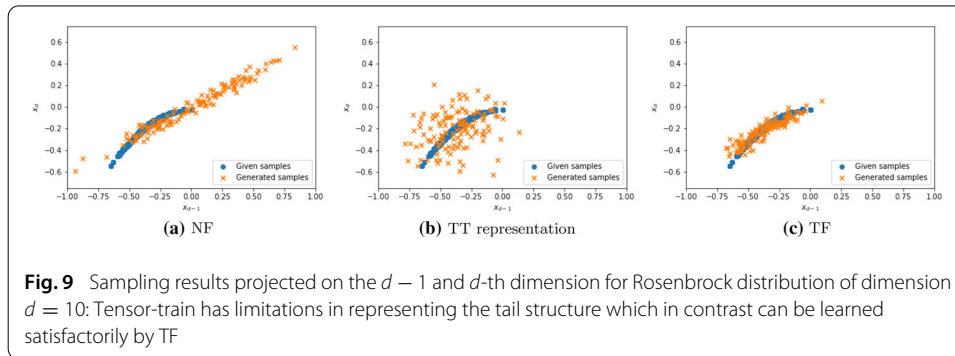 0.6
0.4
0.2
0.0
−0.2
−0.4
−0.6
x_d
−1.00 −0.75 −0.50 −0.25 0.00 0.25 0.50 0.75 1.00
x_{d−1}
Given samples
Generated samples
(a) NF
0.6
0.4
0.2
0.0
−0.2
−0.4
−0.6
x_d
−1.00 −0.75 −0.50 −0.25 0.00 0.25 0.50 0.75 1.00
x_{d−1}
Given samples
Generated samples
(b) TT representation
0.6
0.4
0.2
0.0
−0.2
−0.4
−0.6
x_d
−1.00 −0.75 −0.50 −0.25 0.00 0.25 0.50 0.75 1.00
x_{d−1}
Given samples
Generated samples
(c) TF
Fig. 9 Sampling results projected on the d − 1 and d-th dimension for Rosenbrock distribution of dimension
d = 10: Tensor-train has limitations in representing the tail structure which in contrast can be learned
satisfactorily by TF